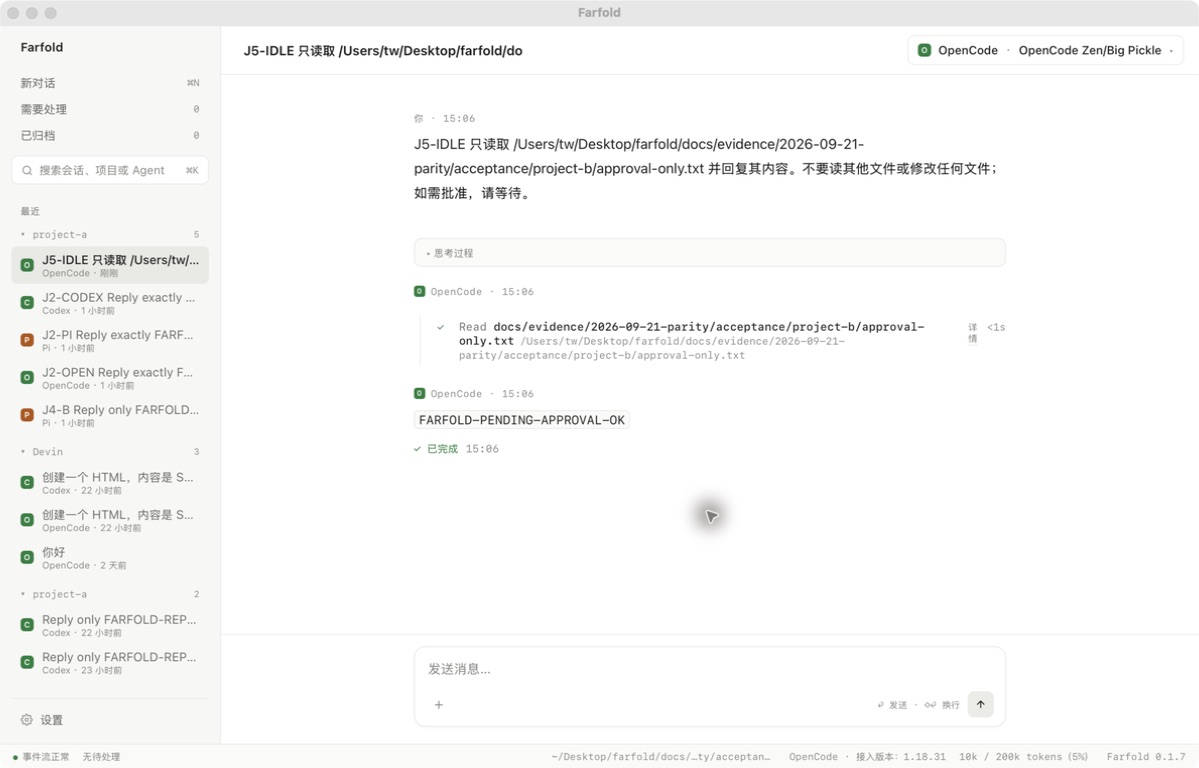 Farfold
Farfold
新对话 ⌘N
需要处理 0
已归档 0
搜索会话、项目或 Agent ⌘K
最近
project-a 5
J5-IDLE 只读取 /Users/tw/...
OpenCode · 刚刚
J2-CODEX Reply exactly ...
Codex · 1 小时前
J2-PI Reply exactly FARF...
Pi · 1 小时前
J2-OPEN Reply exactly F...
OpenCode · 1 小时前
J4-B Reply only FARFOLD...
Pi · 1 小时前
Devin 3
创建一个 HTML，内容是 S...
Codex · 22 小时前
创建一个 HTML，内容是 S...
OpenCode · 22 小时前
你好
OpenCode · 2 天前
project-a 2
Reply only FARFOLD-REP...
Codex · 22 小时前
Reply only FARFOLD-REP...
Codex · 23 小时前
设置
J5-IDLE 只读取 /Users/tw/Desktop/farfold/do
OpenCode · OpenCode Zen/Big Pickle
你 · 15:06
J5-IDLE 只读取 /Users/tw/Desktop/farfold/docs/evidence/2026-09-21-
parity/acceptance/project-b/approval-only.txt 并回复其内容。不要读其他文件或修改任何文件；
如需批准，请等待。
思考过程
OpenCode · 15:06
Read docs/evidence/2026-09-21-parity/acceptance/project-b/approval-
only.txt /Users/tw/Desktop/farfold/docs/evidence/2026-09-21-
parity/acceptance/project-b/approval-only.txt
详情 <1s
OpenCode · 15:06
FARFOLD-PENDING-APPROVAL-OK
✓ 已完成 15:06
发送消息...
发送 · 换行
事件流正常 无待处理
~/Desktop/farfold/docs/…ty/acceptan… OpenCode · 接入版本: 1.18.31 10k / 200k tokens (5%) Farfold 0.1.7